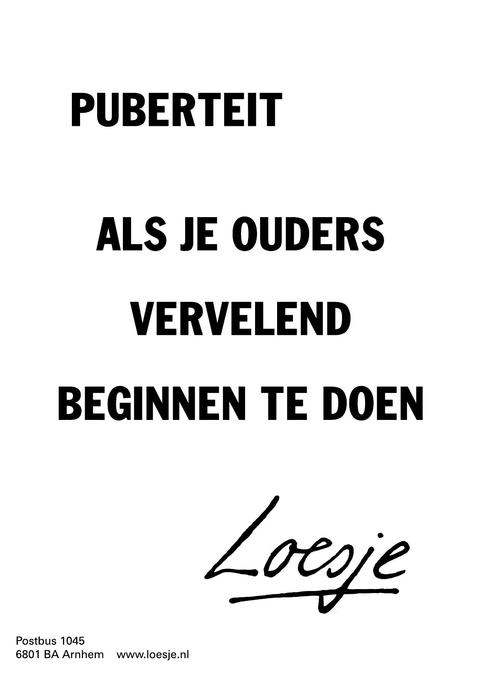 PUBERTEIT
ALS JE OUDERS
VERVELEND
BEGINNEN TE DOEN
Loesje
Postbus 1045
6801 BA Arnhem www.loesje.nl